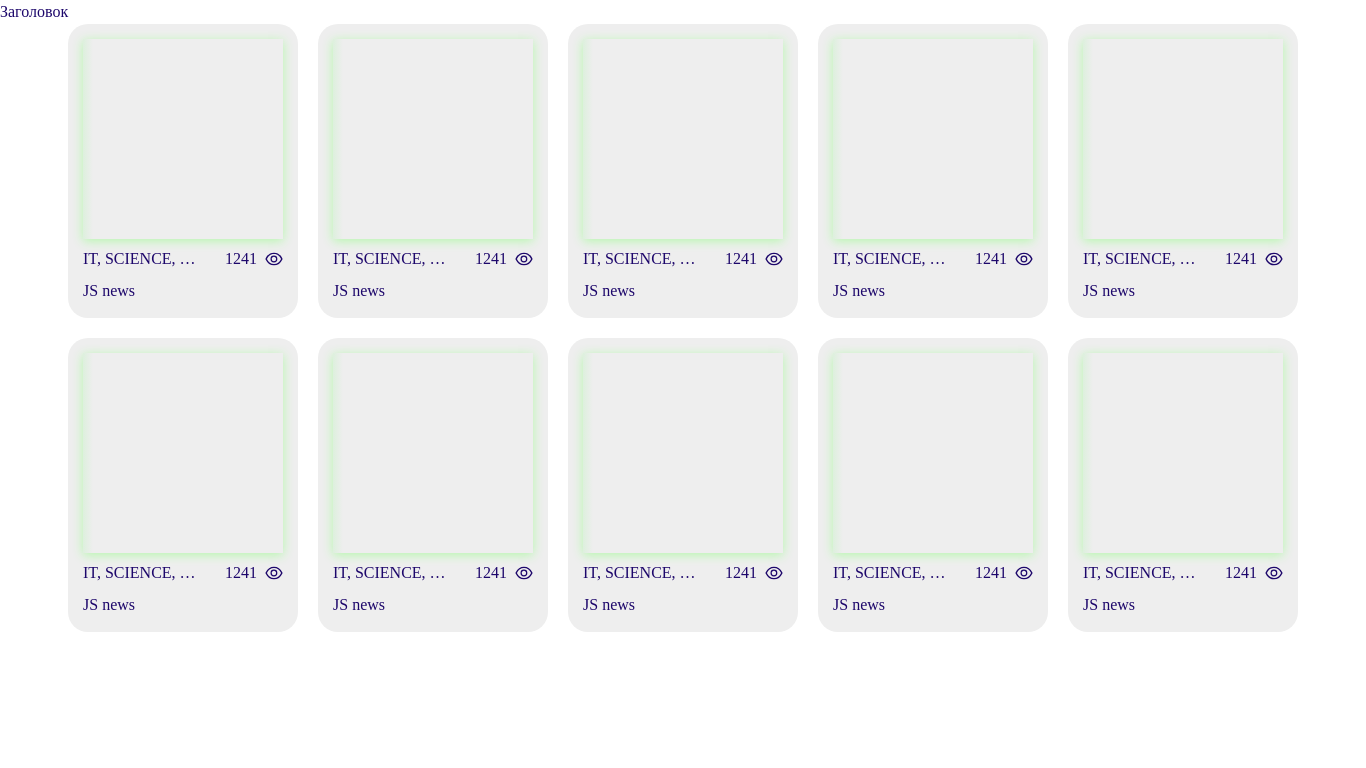 Заголовок
IT, SCIENCE, … 1241
JS news
IT, SCIENCE, … 1241
JS news
IT, SCIENCE, … 1241
JS news
IT, SCIENCE, … 1241
JS news
IT, SCIENCE, … 1241
JS news
IT, SCIENCE, … 1241
JS news
IT, SCIENCE, … 1241
JS news
IT, SCIENCE, … 1241
JS news
IT, SCIENCE, … 1241
JS news
IT, SCIENCE, … 1241
JS news